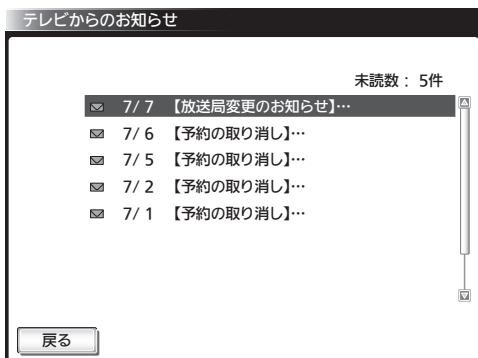 テレビからのお知らせ
未読数： 5件
7/ 7 【放送局変更のお知らせ】…
7/ 6 【予約の取り消し】…
7/ 5 【予約の取り消し】…
7/ 2 【予約の取り消し】…
7/ 1 【予約の取り消し】…
戻る